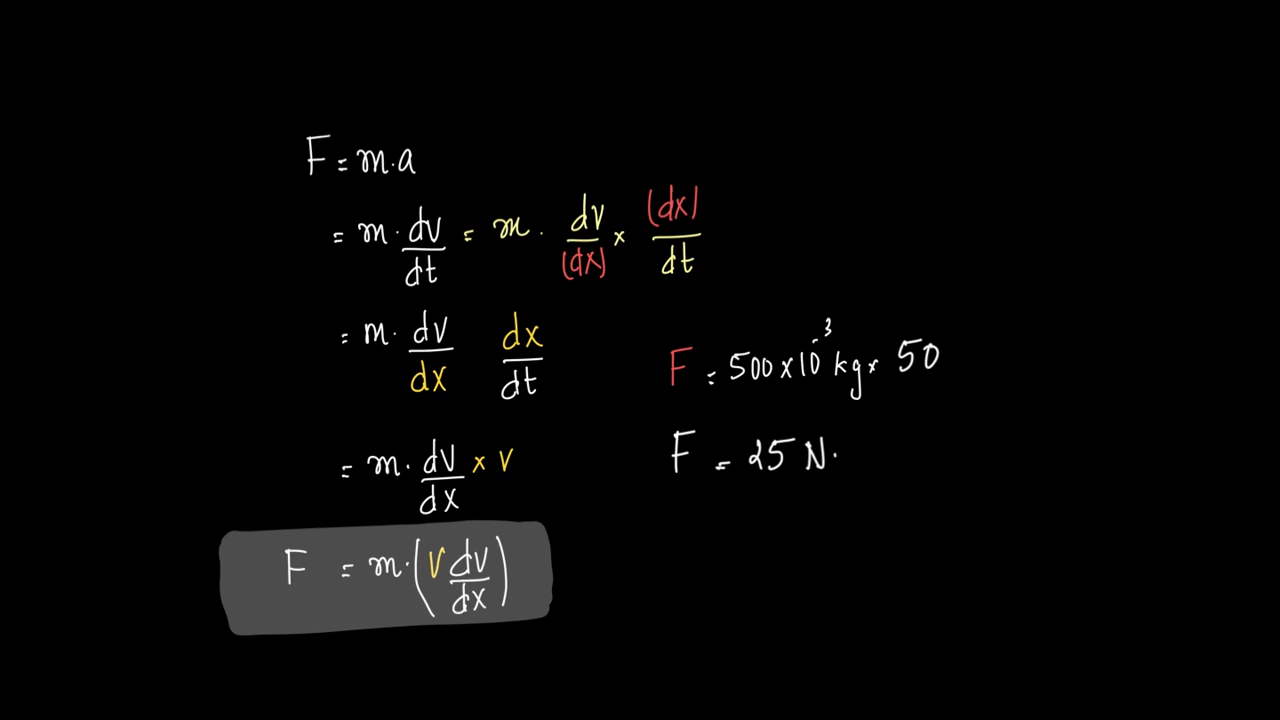 F = m.a
= m. dv/dt = m. dv/(dx) × (dx)/dt
= m. dv/dx dx/dt
F = 500×10⁻³ kg × 50
= m. dv/dx × v
F = 25 N.
F = m.(v dv/dx)